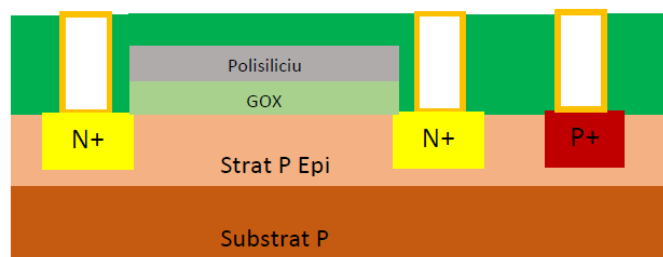 Polisiliciu
GOX
N+
N+
P+
Strat P Epi
Substrat P